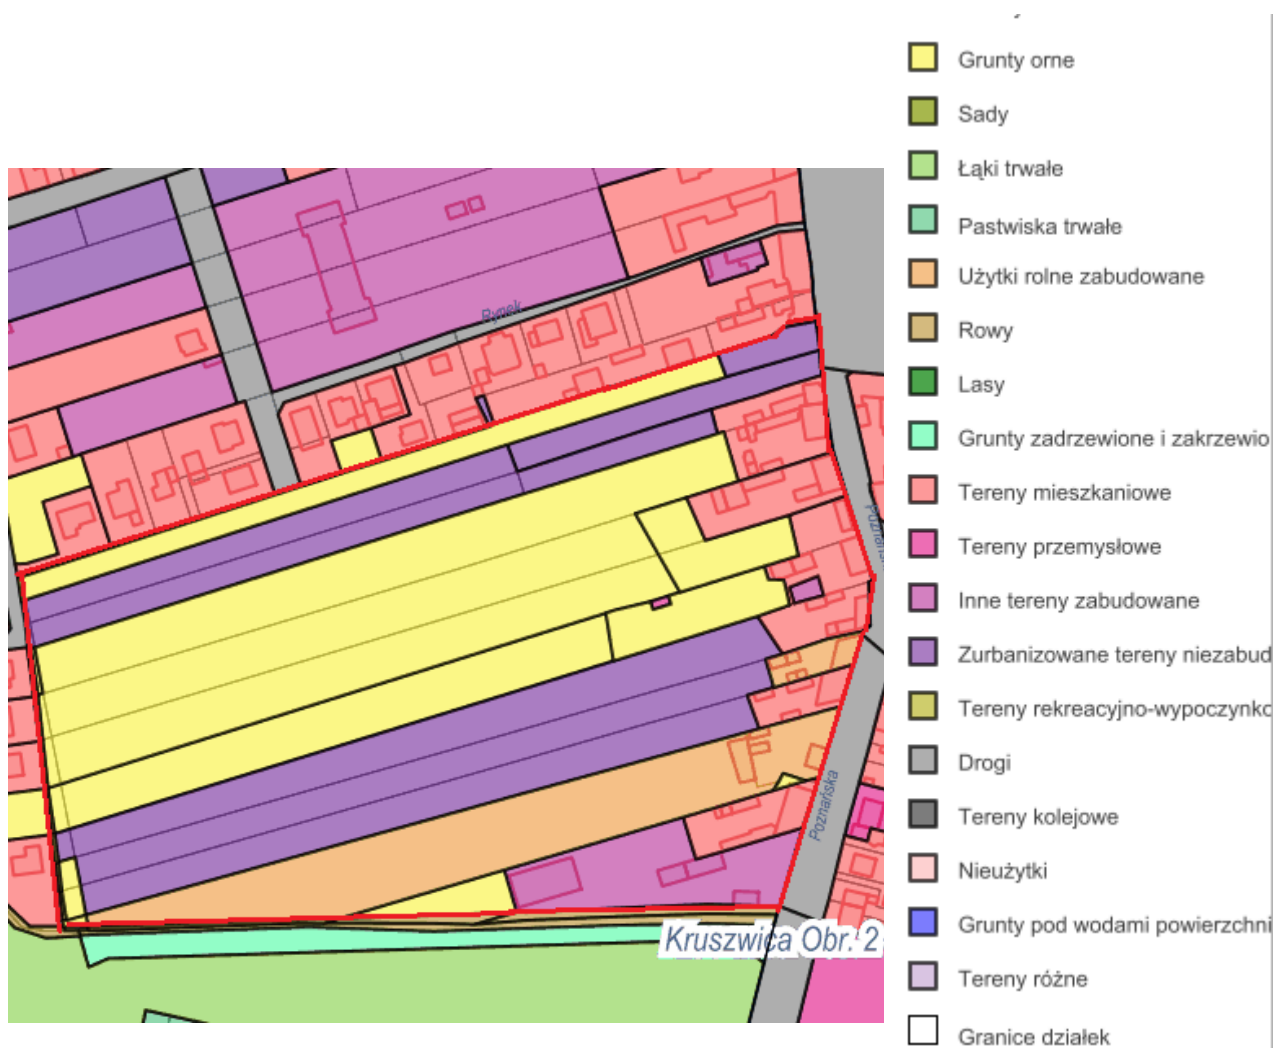 Grunty orne
Sady
Łąki trwałe
Pastwiska trwałe
Użytki rolne zabudowane
Rowy
Lasy
Grunty zadrzewione i zakrzewio
Tereny mieszkaniowe
Tereny przemysłowe
Inne tereny zabudowane
Zurbanizowane tereny niezabud
Tereny rekreacyjno-wypoczynko
Drogi
Tereny kolejowe
Nieużytki
Grunty pod wodami powierzchni
Tereny różne
Granice działek
Rynek
Poznańs
Poznańska
Kruszwica Obr. 2